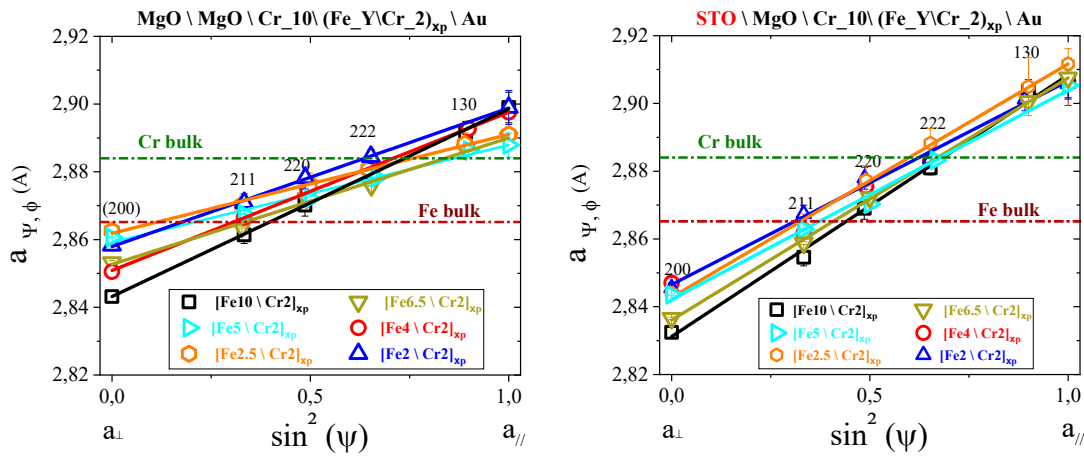 MgO \ MgO \ Cr_10\ (Fe_Y\Cr_2)xp \ Au
2,92
2,90
2,88
2,86
2,84
2,82
a Ψ, ϕ (A)
Cr bulk
Fe bulk
(200)
211
220
222
130
[Fe10 \ Cr2]xp
[Fe6.5 \ Cr2]xp
[Fe5 \ Cr2]xp
[Fe4 \ Cr2]xp
[Fe2.5 \ Cr2]xp
[Fe2 \ Cr2]xp
0,0
0,5
1,0
a⊥
sin² (ψ)
a//
STO \ MgO \ Cr_10\ (Fe_Y\Cr_2)xp \ Au
2,92
2,90
2,88
2,86
2,84
2,82
a Ψ, ϕ (A)
Cr bulk
Fe bulk
200
211
220
222
130
[Fe10 \ Cr2]xp
[Fe6.5 \ Cr2]xp
[Fe5 \ Cr2]xp
[Fe4 \ Cr2]xp
[Fe2.5 \ Cr2]xp
[Fe2 \ Cr2]xp
0,0
0,5
1,0
a⊥
sin² (ψ)
a//